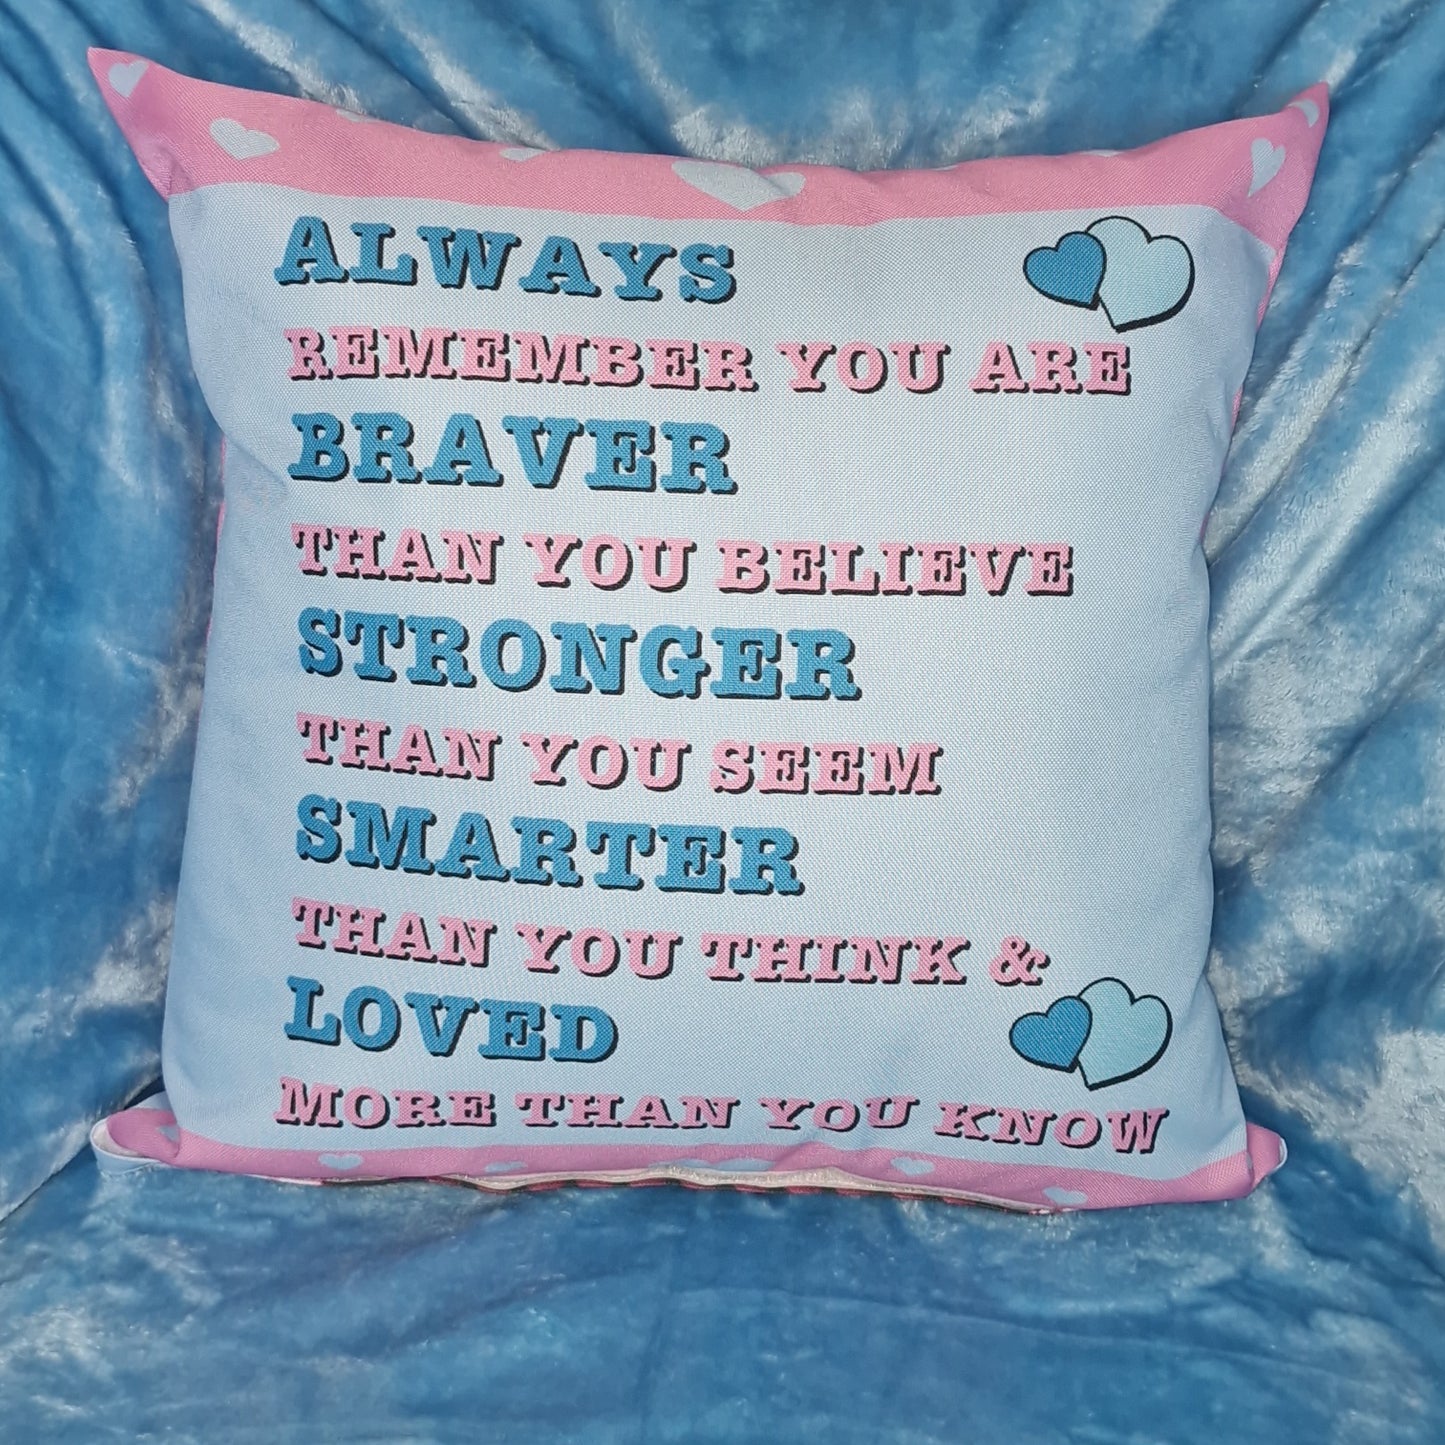 ALWAYS
REMEMBER YOU ARE
BRAVER
THAN YOU BELIEVE
STRONGER
THAN YOU SEEM
SMARTER
THAN YOU THINK &
LOVED
MORE THAN YOU KNOW